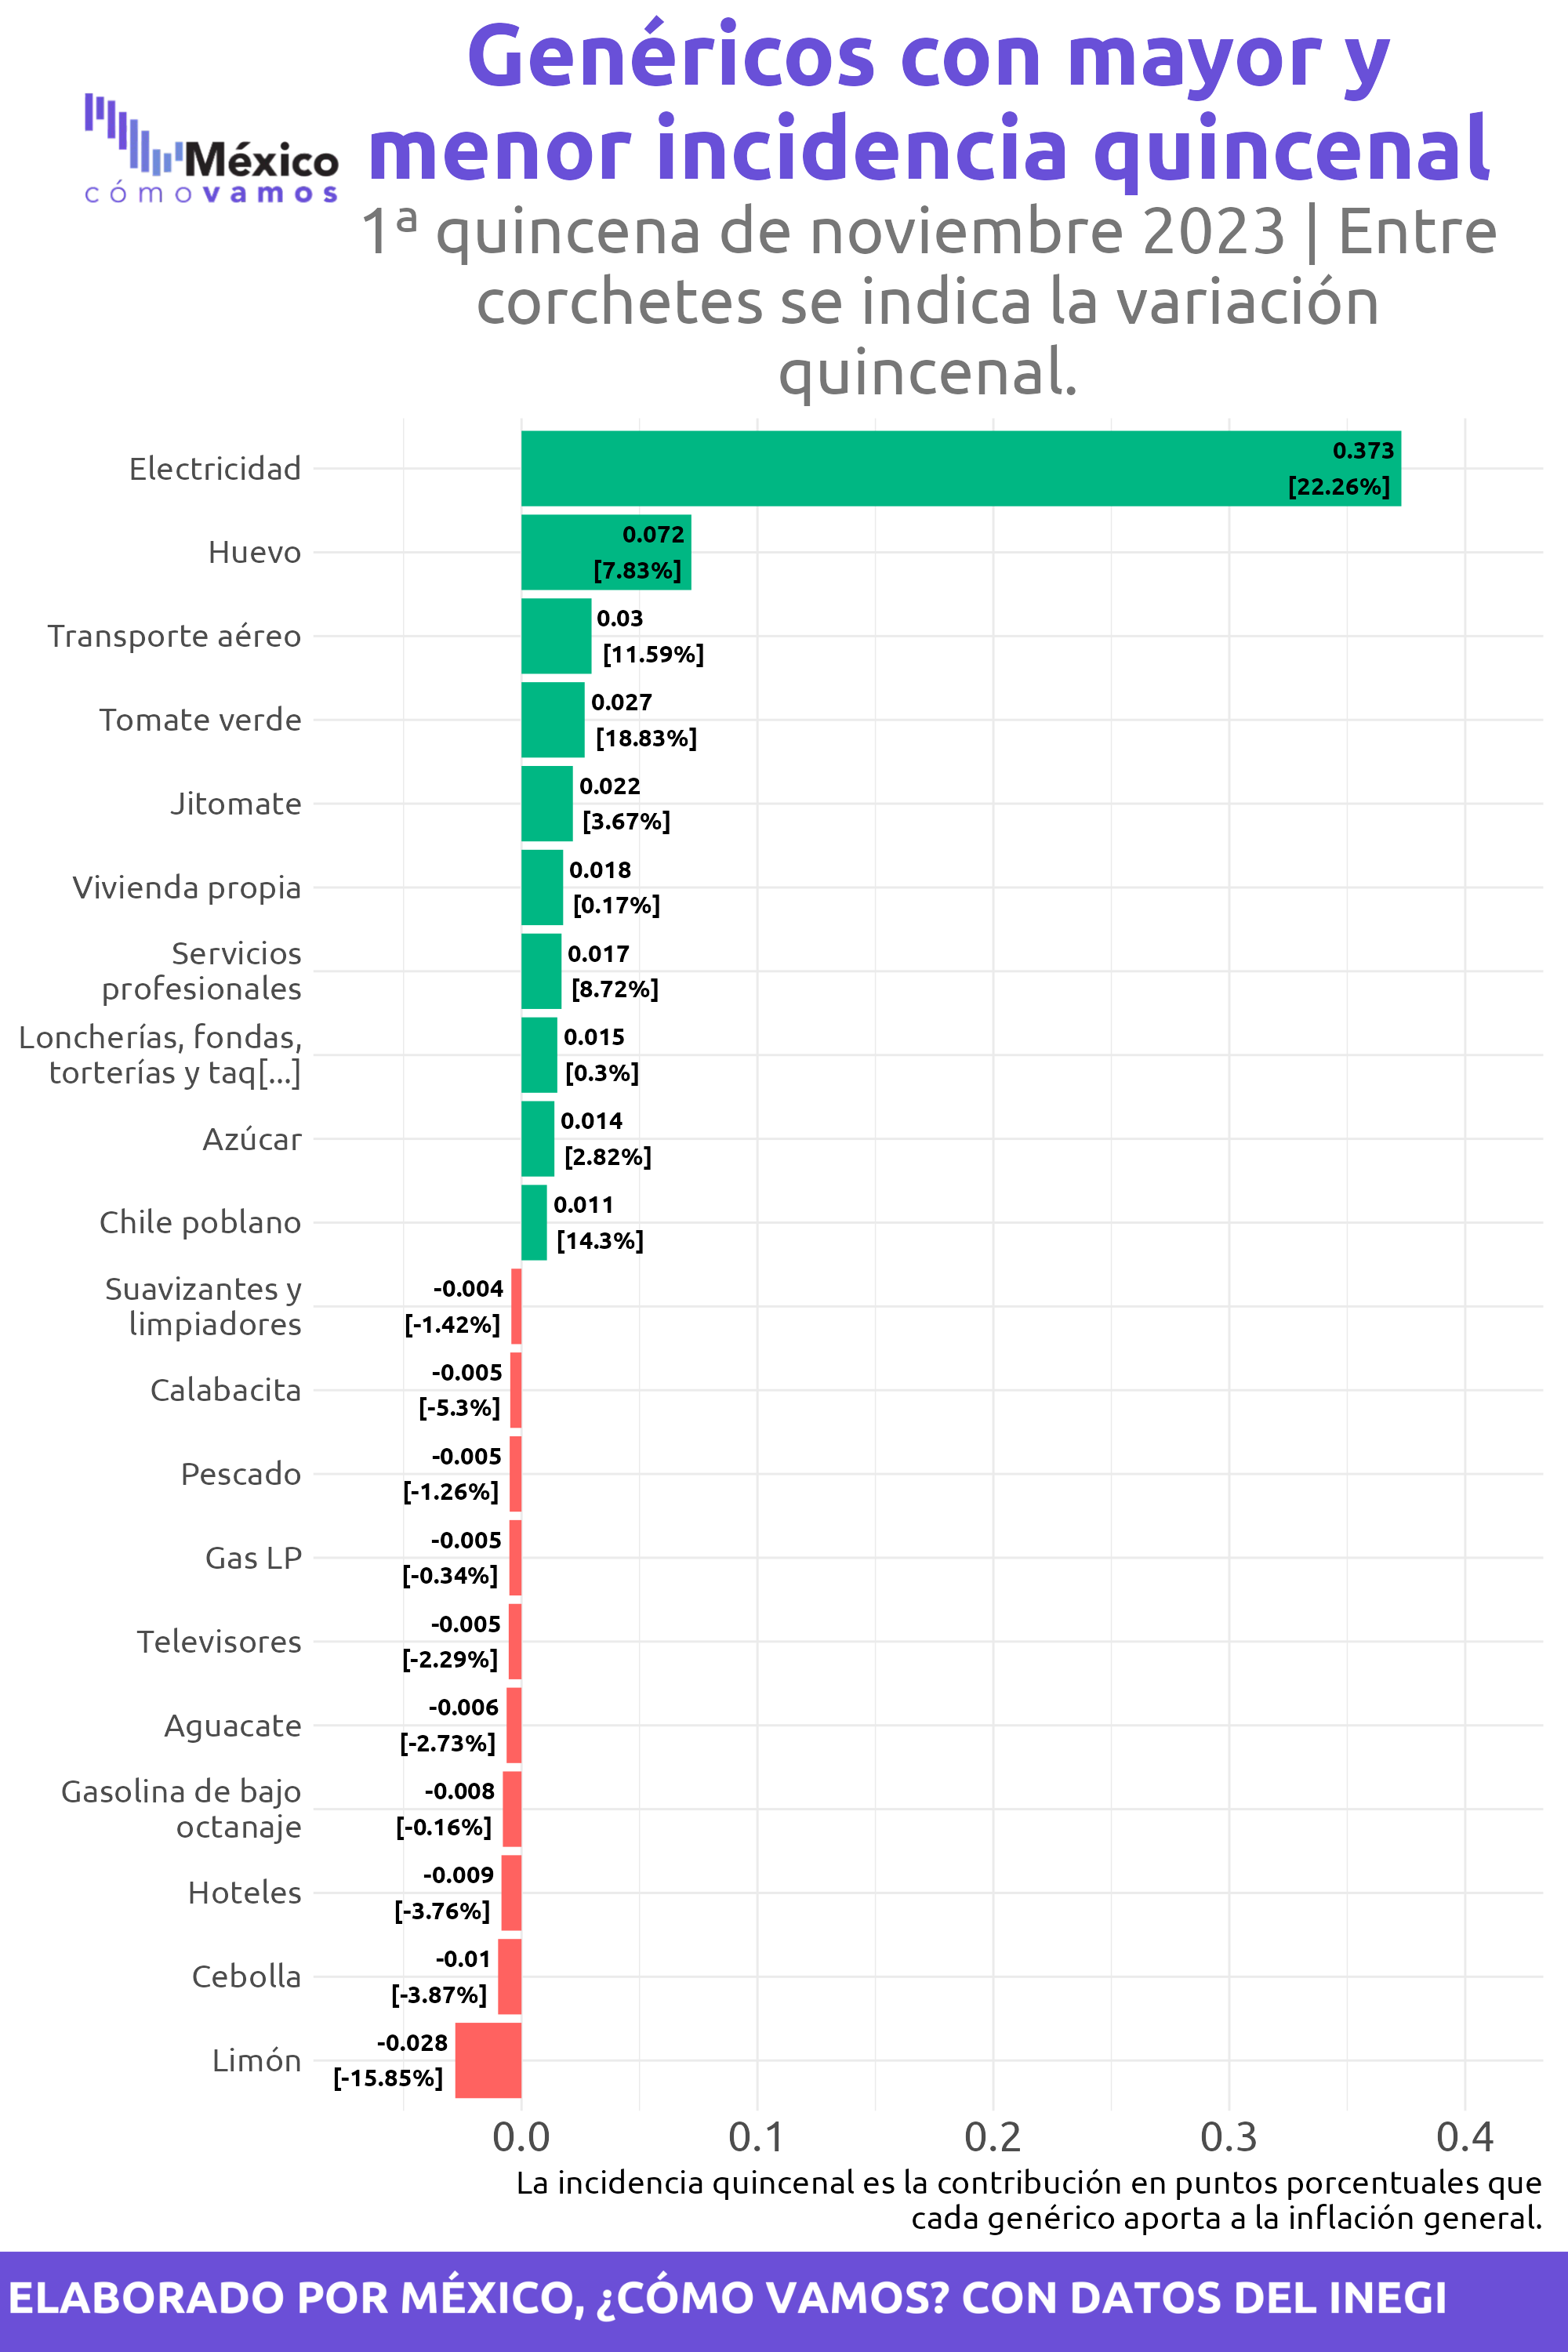 México
cómovamos
Genéricos con mayor y
menor incidencia quincenal
1ª quincena de noviembre 2023 | Entre
corchetes se indica la variación
quincenal.
Electricidad
0.373
[22.26%]
Huevo
0.072
[7.83%]
Transporte aéreo
0.03
[11.59%]
Tomate verde
0.027
[18.83%]
Jitomate
0.022
[3.67%]
Vivienda propia
0.018
[0.17%]
Servicios
profesionales
0.017
[8.72%]
Loncherías, fondas,
torterías y taq[...]
0.015
[0.3%]
Azúcar
0.014
[2.82%]
Chile poblano
0.011
[14.3%]
Suavizantes y
limpiadores
-0.004
[-1.42%]
Calabacita
-0.005
[-5.3%]
Pescado
-0.005
[-1.26%]
Gas LP
-0.005
[-0.34%]
Televisores
-0.005
[-2.29%]
Aguacate
-0.006
[-2.73%]
Gasolina de bajo
octanaje
-0.008
[-0.16%]
Hoteles
-0.009
[-3.76%]
Cebolla
-0.01
[-3.87%]
Limón
-0.028
[-15.85%]
0.0 0.1 0.2 0.3 0.4
La incidencia quincenal es la contribución en puntos porcentuales que
cada genérico aporta a la inflación general.
ELABORADO POR MÉXICO, ¿CÓMO VAMOS? CON DATOS DEL INEGI